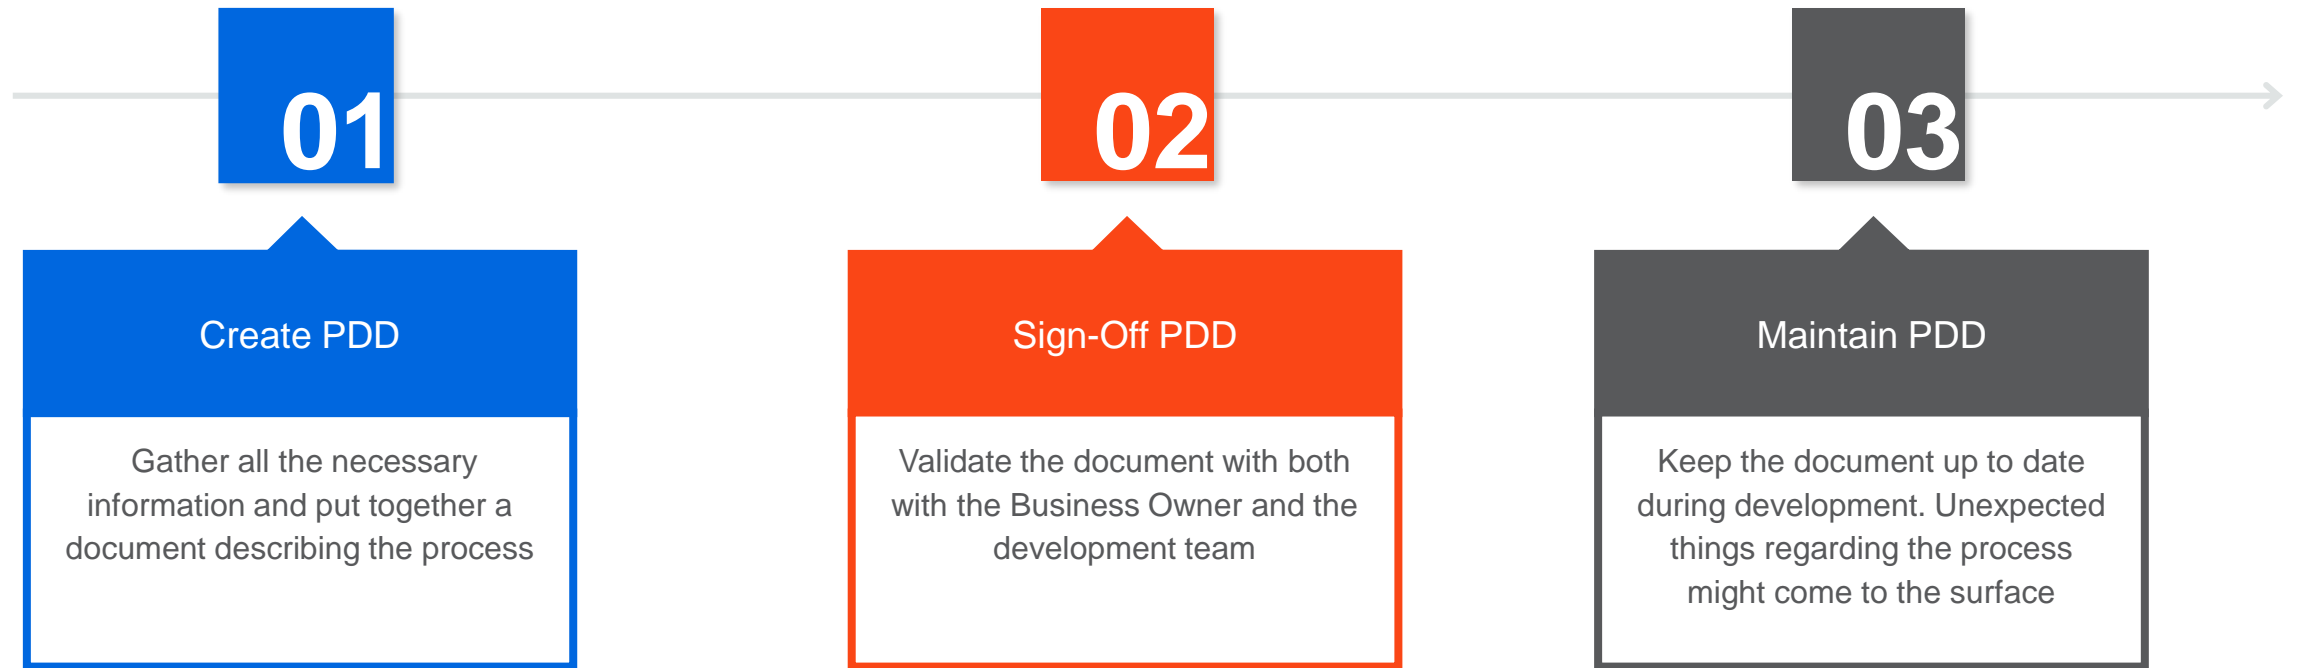 01
02
03
Create PDD
Sign-Off PDD
Maintain PDD
Gather all the necessary
information and put together a
document describing the process
Validate the document with both
with the Business Owner and the
development team
Keep the document up to date
during development. Unexpected
things regarding the process
might come to the surface